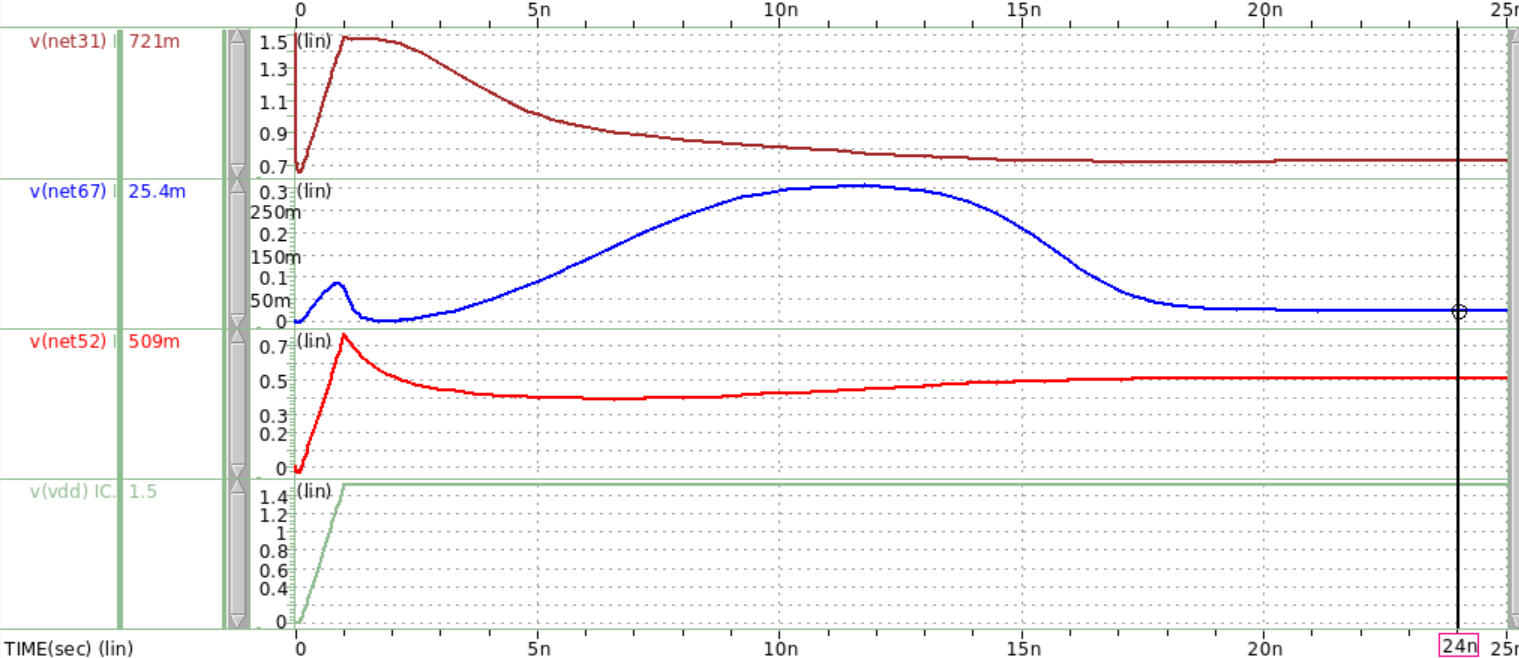 0 5n 10n 15n 20n 25n
v(net31) 721m 1.5 (lin)
1.3
1.1
0.9
0.7
v(net67) 25.4m 0.3 (lin)
250m
0.2
150m
0.1
50m
0
v(net52) 509m 0.7 (lin)
0.5
0.3
0.2
0
v(vdd) IC. 1.5 1.4 (lin)
1.2
1
0.8
0.6
0.4
0
TIME(sec) (lin) 0 5n 10n 15n 20n 24n 25n